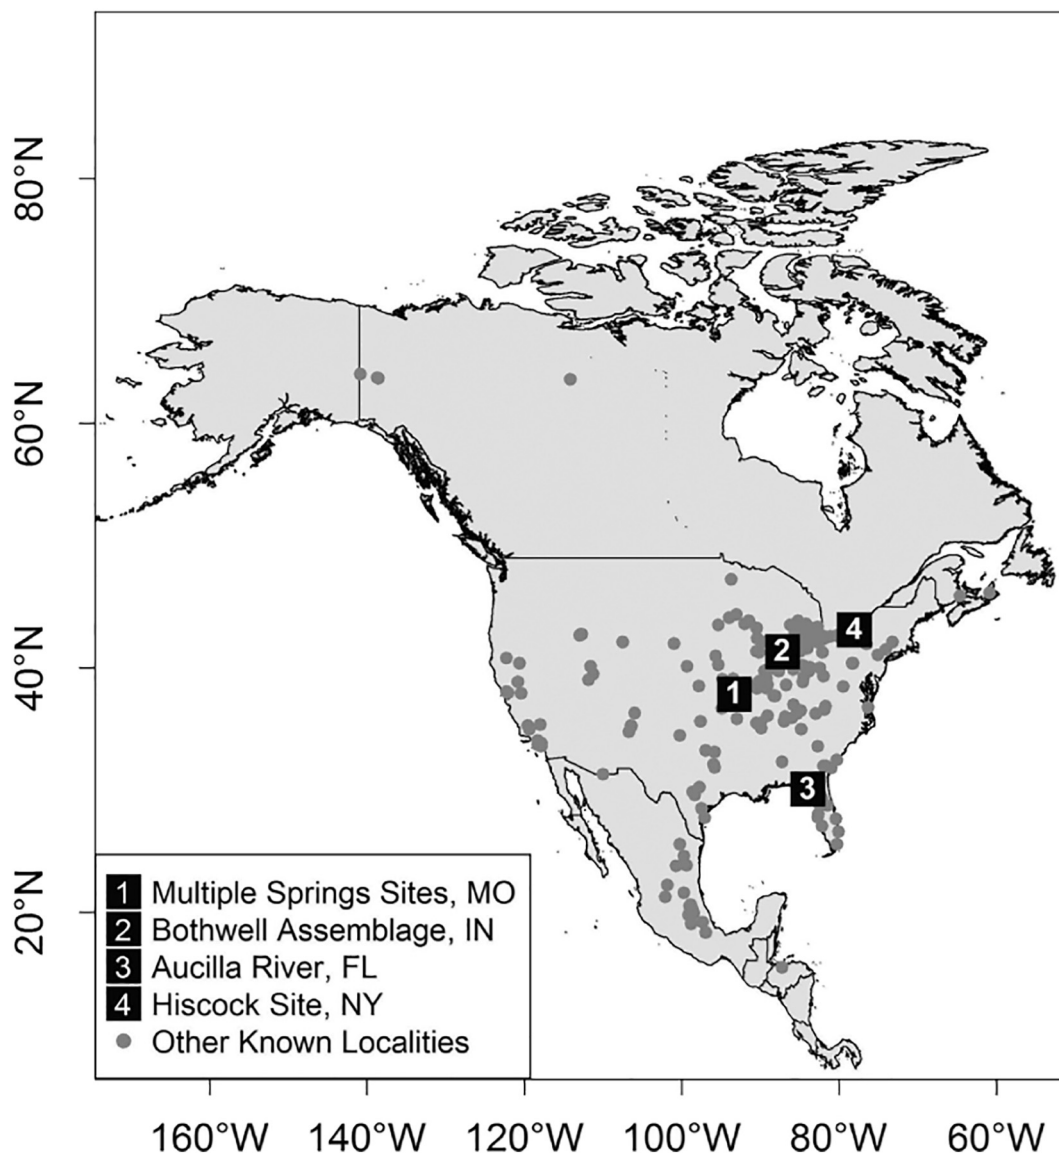 80°N
60°N
40°N
20°N
4
2
1
3
1 Multiple Springs Sites, MO
2 Bothwell Assemblage, IN
3 Aucilla River, FL
4 Hiscock Site, NY
Other Known Localities
160°W 140°W 120°W 100°W 80°W 60°W